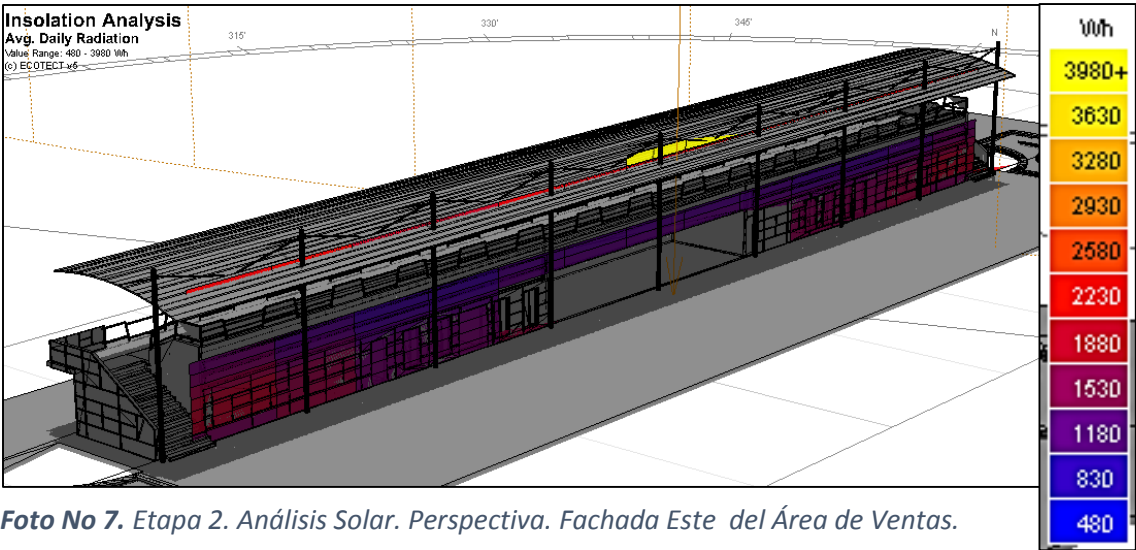 Insolation Analysis
Avg. Daily Radiation
Value Range: 480 - 3980 Wh
(c) ECOTECT v5
315'
330'
345'
N
Wh
3980+
3630
3280
2930
2580
2230
1880
1530
1180
830
480
Foto No 7. Etapa 2. Análisis Solar. Perspectiva. Fachada Este del Área de Ventas.